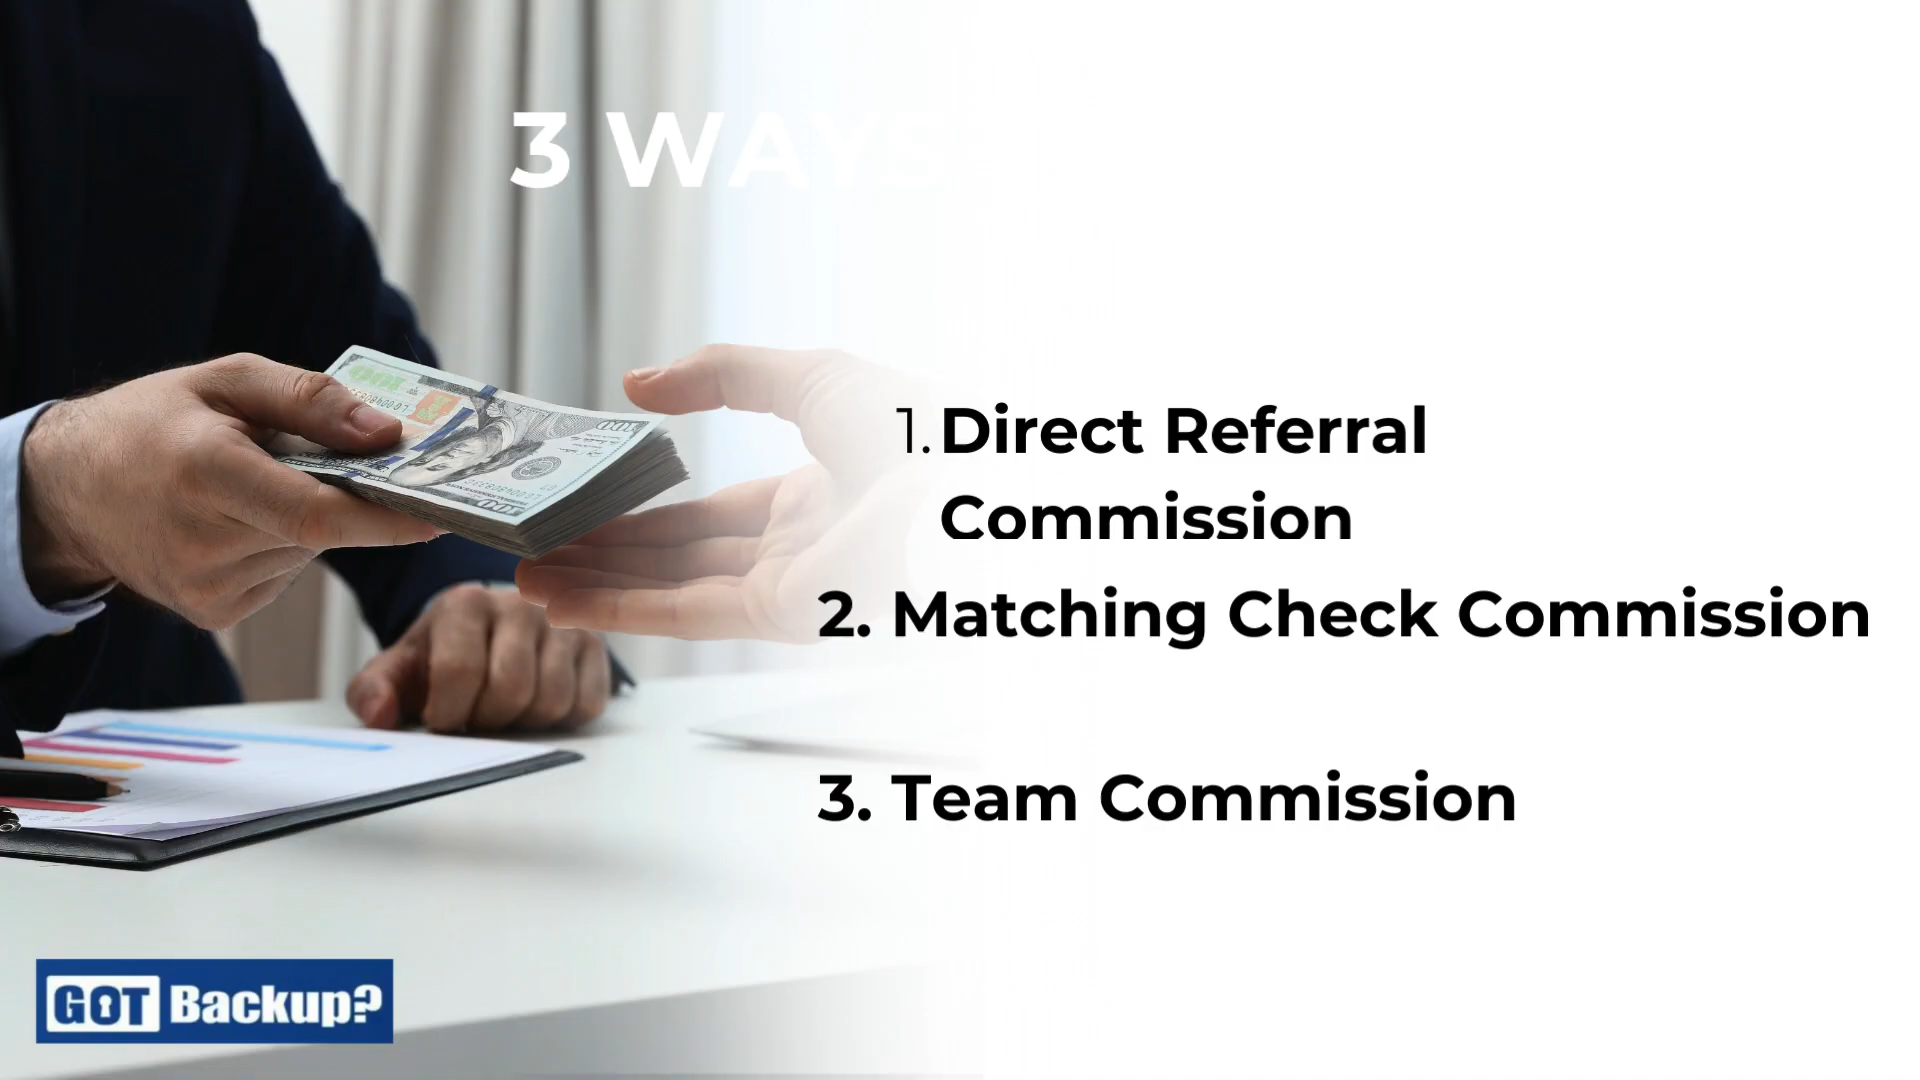 3 WAYS
1. Direct Referral
Commission
2. Matching Check Commission
3. Team Commission
GOT Backup?